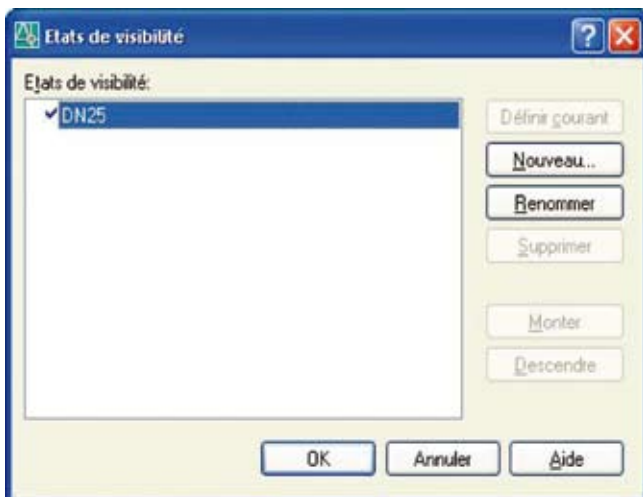 Etats de visibilité
Etats de visibilité:
DN25
Définir courant
Nouveau...
Renommer
Supprimer
Monter
Descendre
OK
Annuler
Aide